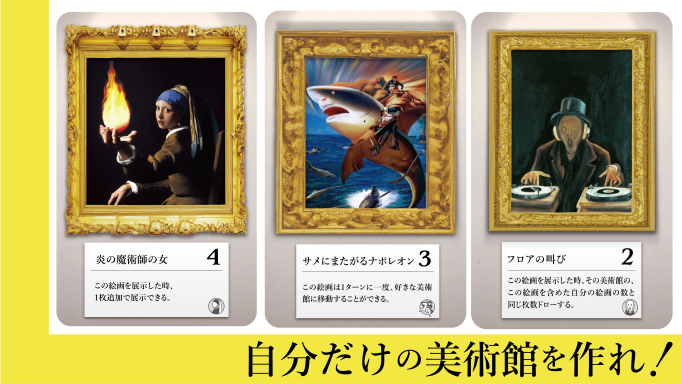 炎の魔術師の女 4
この絵画を展示した時、
1枚追加で展示できる。
サメにまたがるナポレオン 3
この絵画は1ターンに一度、好きな美術
館に移動することができる。
フロアの叫び 2
この絵画を展示した時、その美術館の、
この絵画を含めた自分の絵画の数と
同じ枚数ドローする。
自分だけの美術館を作れ!